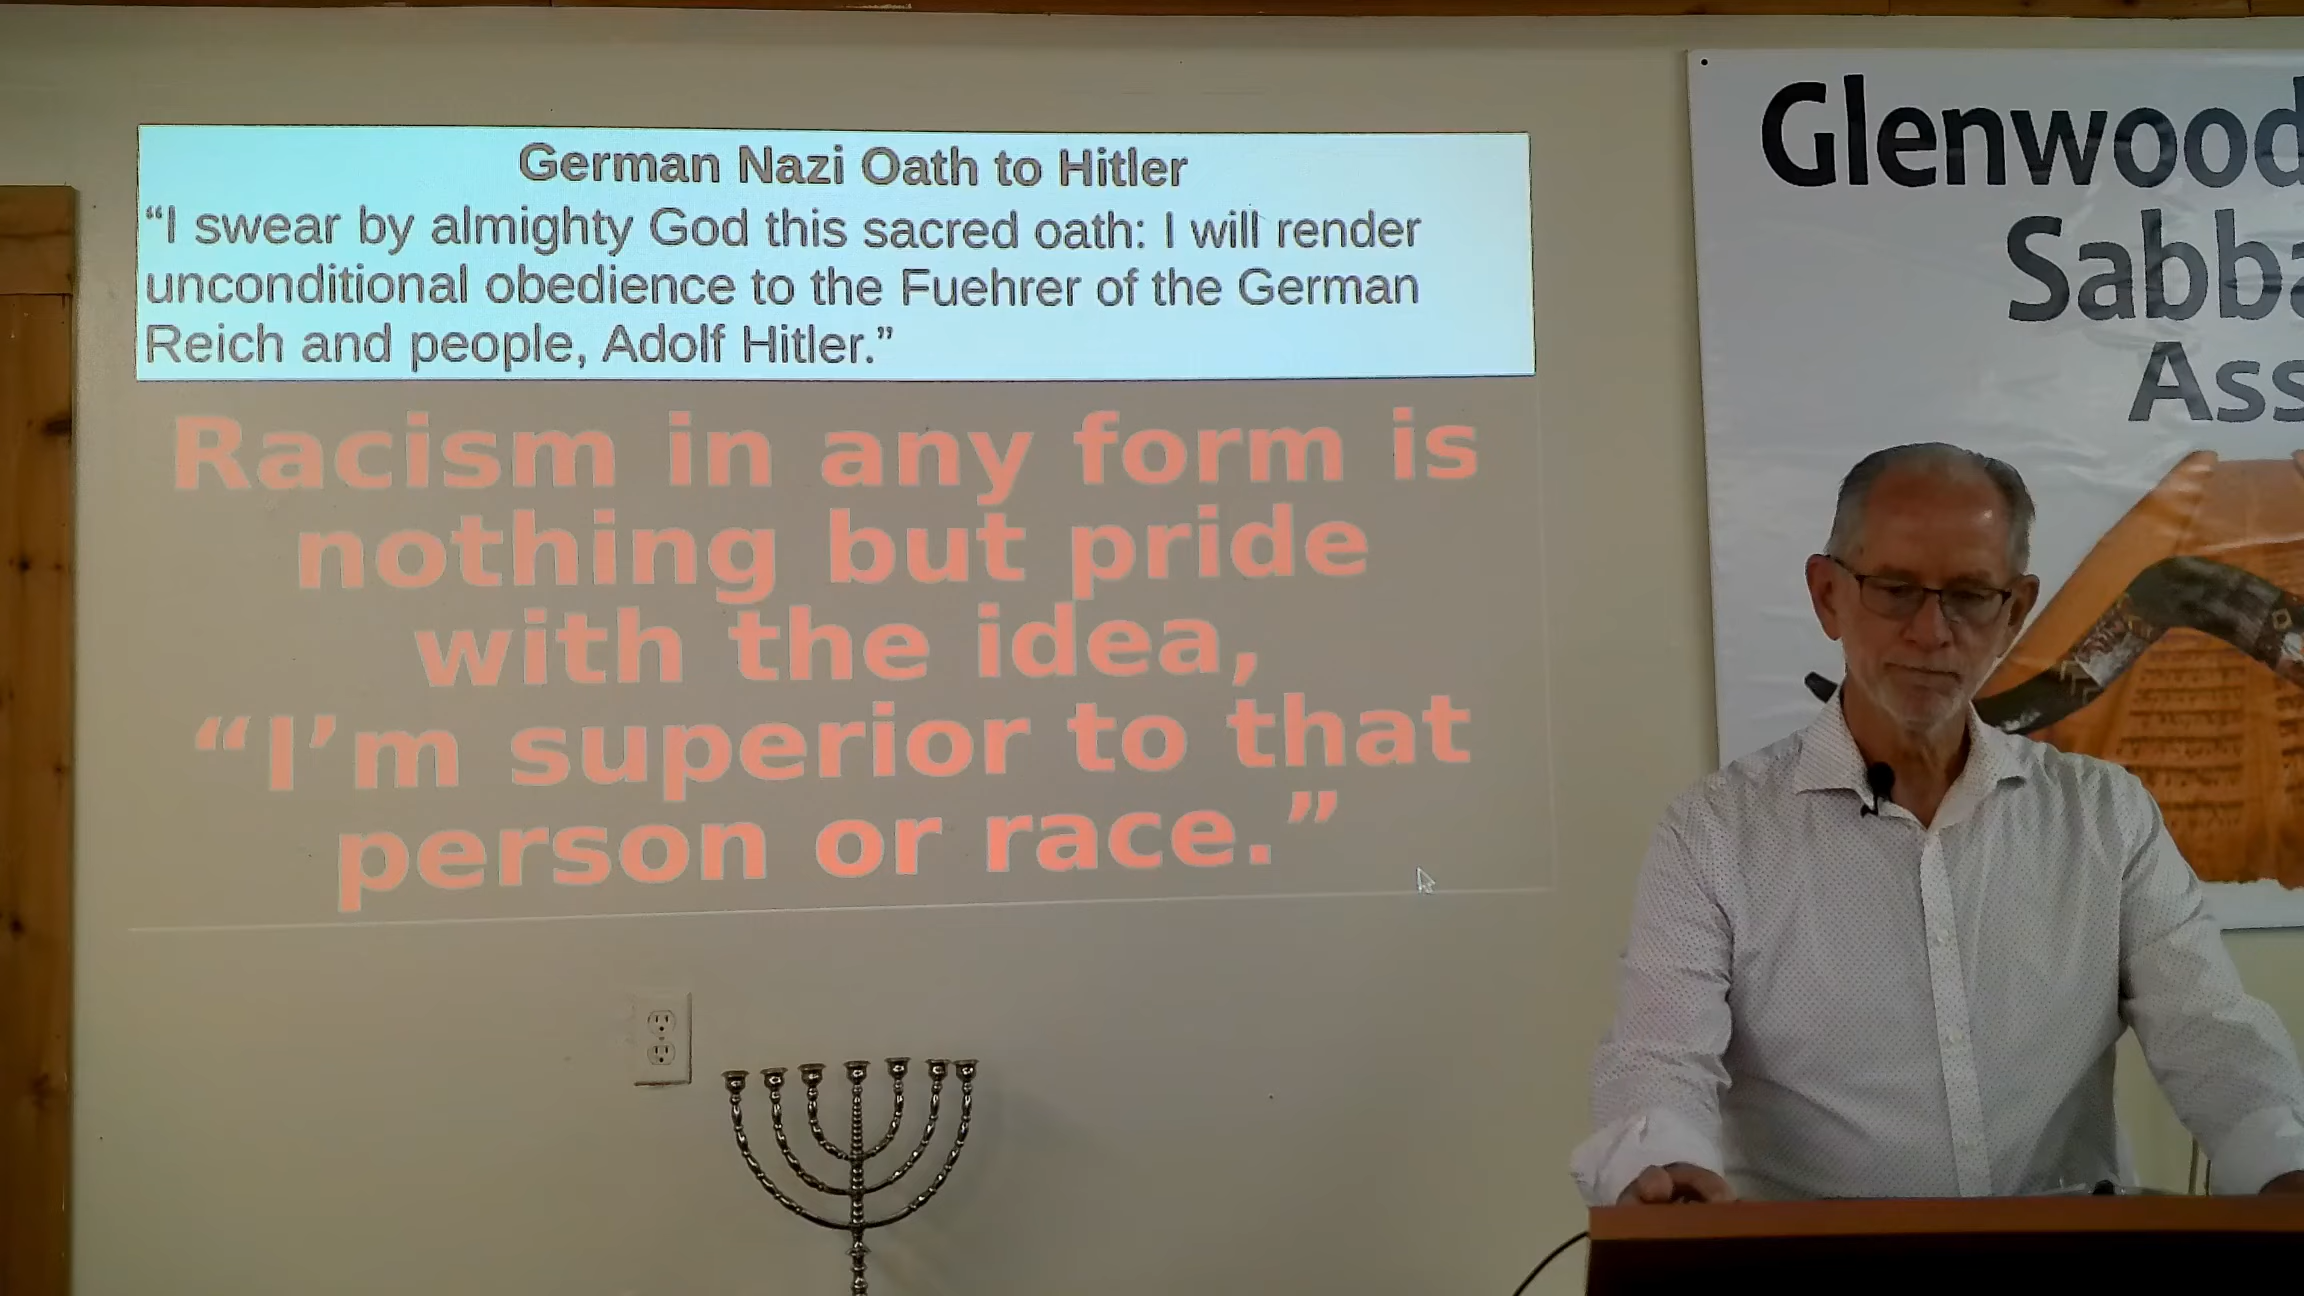 German Nazi Oath to Hitler
“I swear by almighty God this sacred oath: I will render
unconditional obedience to the Fuehrer of the German
Reich and people, Adolf Hitler.”
Racism in any form is
nothing but pride
with the idea,
“I’m superior to that
person or race.”
Glenwood
Sabba
Ass